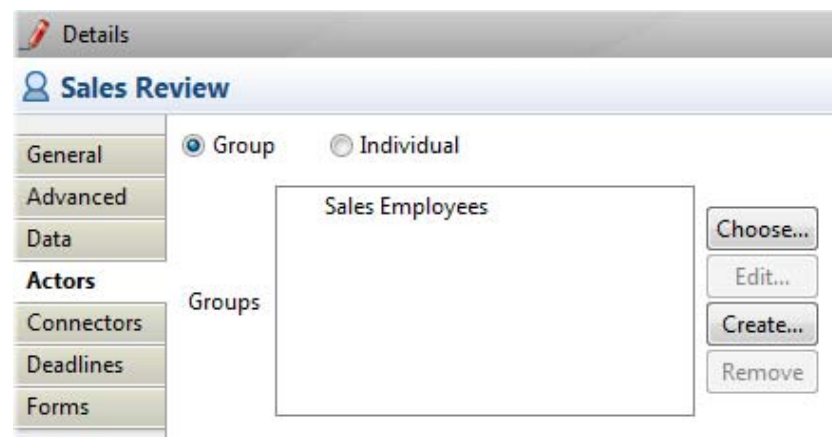 Details
Sales Review
General
Advanced
Data
Actors
Connectors
Deadlines
Forms
Group Individual
Groups
Sales Employees
Choose...
Edit...
Create...
Remove